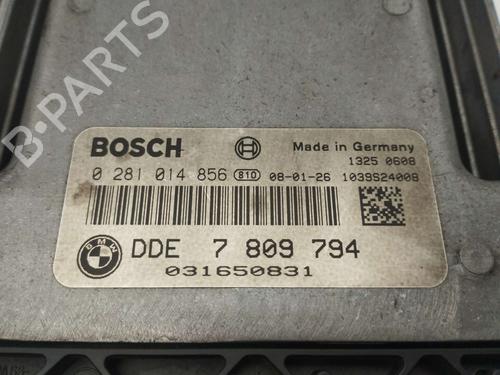 B-PARTS
BOSCH
Made in Germany
1325 0608
0 281 014 856 810 08-01-26 1039S24008
BMW
DDE 7 809 794
031650831